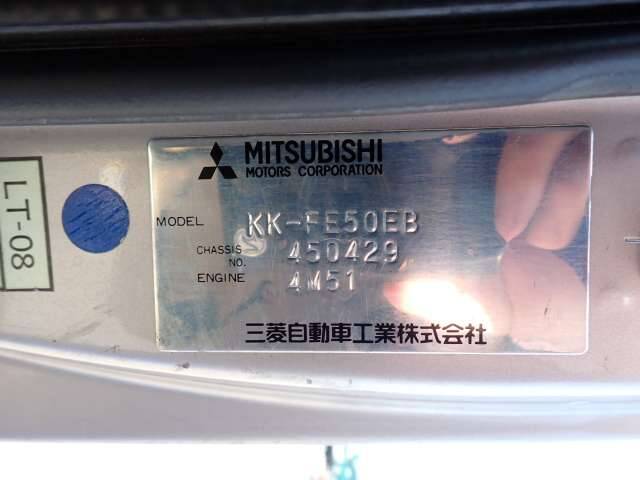 MITSUBISHI
MOTORS CORPORATION
MODEL KK-FE50EB
CHASSIS NO. 450429
ENGINE 4M51
三菱自動車工業株式会社
LT-08